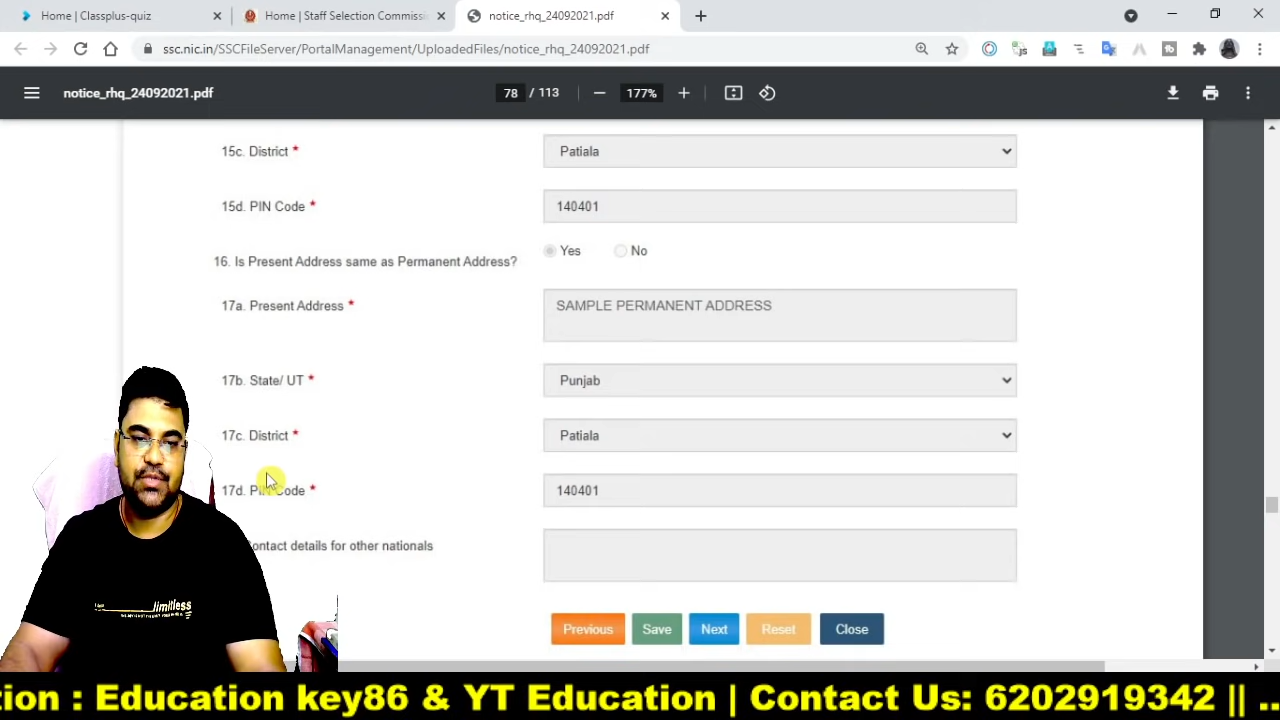 Home | Classplus-quiz
Home | Staff Selection Commissi
notice_rhq_24092021.pdf
ssc.nic.in/SSCFileServer/PortalManagement/UploadedFiles/notice_rhq_24092021.pdf
notice_rhq_24092021.pdf
78 / 113
177%
15c. District *
Patiala
15d. PIN Code *
140401
16. Is Present Address same as Permanent Address?
Yes
No
17a. Present Address *
SAMPLE PERMANENT ADDRESS
17b. State/ UT *
Punjab
17c. District *
Patiala
17d. PIN Code *
140401
ontact details for other nationals
Previous
Save
Next
Reset
Close
limitless
tion : Education key86 & YT Education | Contact Us: 6202919342 || ..